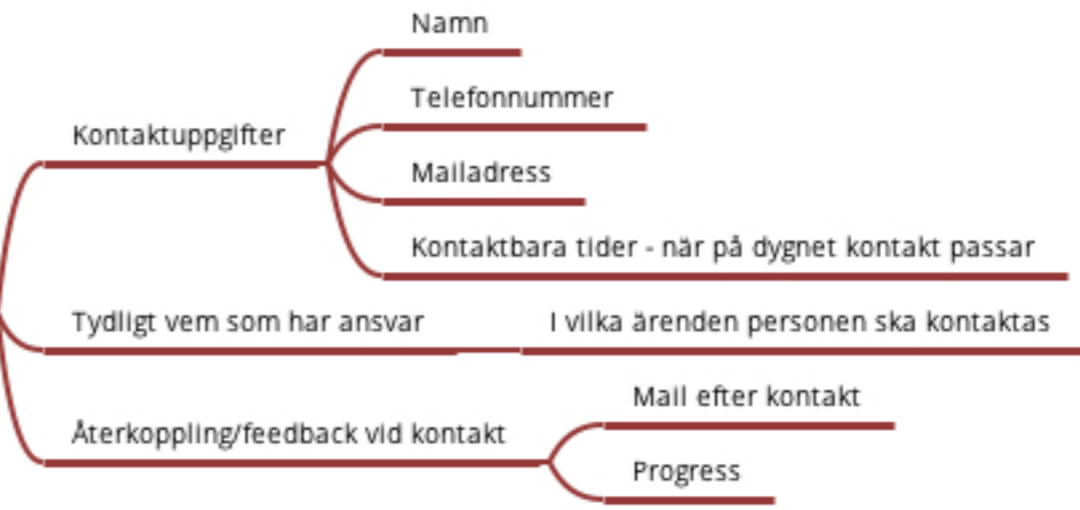 Namn
Telefonnummer
Kontaktuppgifter
Mailadress
Kontaktbara tider - när på dygnet kontakt passar
Tydligt vem som har ansvar
I vilka ärenden personen ska kontaktas
Mail efter kontakt
Återkoppling/feedback vid kontakt
Progress